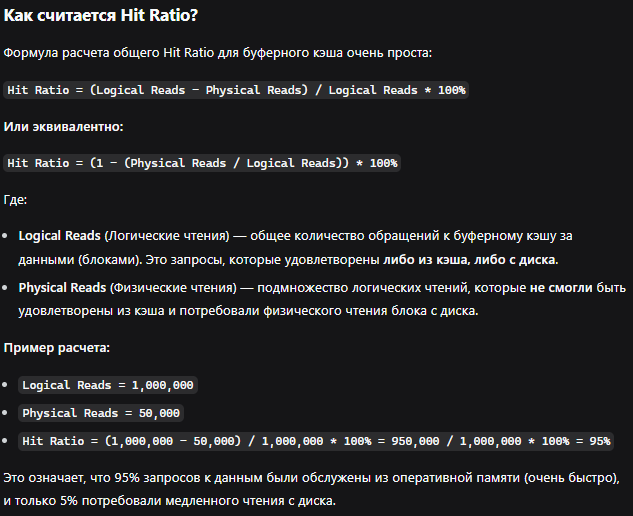 Как считается Hit Ratio?
Формула расчета общего Hit Ratio для буферного кэша очень проста:
Hit Ratio = (Logical Reads - Physical Reads) / Logical Reads * 100%
Или эквивалентно:
Hit Ratio = (1 - (Physical Reads / Logical Reads)) * 100%
Где:
• Logical Reads (Логические чтения) — общее количество обращений к буферному кэшу за
данными (блоками). Это запросы, которые удовлетворены либо из кэша, либо с диска.
• Physical Reads (Физические чтения) — подмножество логических чтений, которые не смогли быть
удовлетворены из кэша и потребовали физического чтения блока с диска.
Пример расчета:
• Logical Reads = 1,000,000
• Physical Reads = 50,000
• Hit Ratio = (1,000,000 - 50,000) / 1,000,000 * 100% = 950,000 / 1,000,000 * 100% = 95%
Это означает, что 95% запросов к данным были обслужены из оперативной памяти (очень быстро),
и только 5% потребовали медленного чтения с диска.